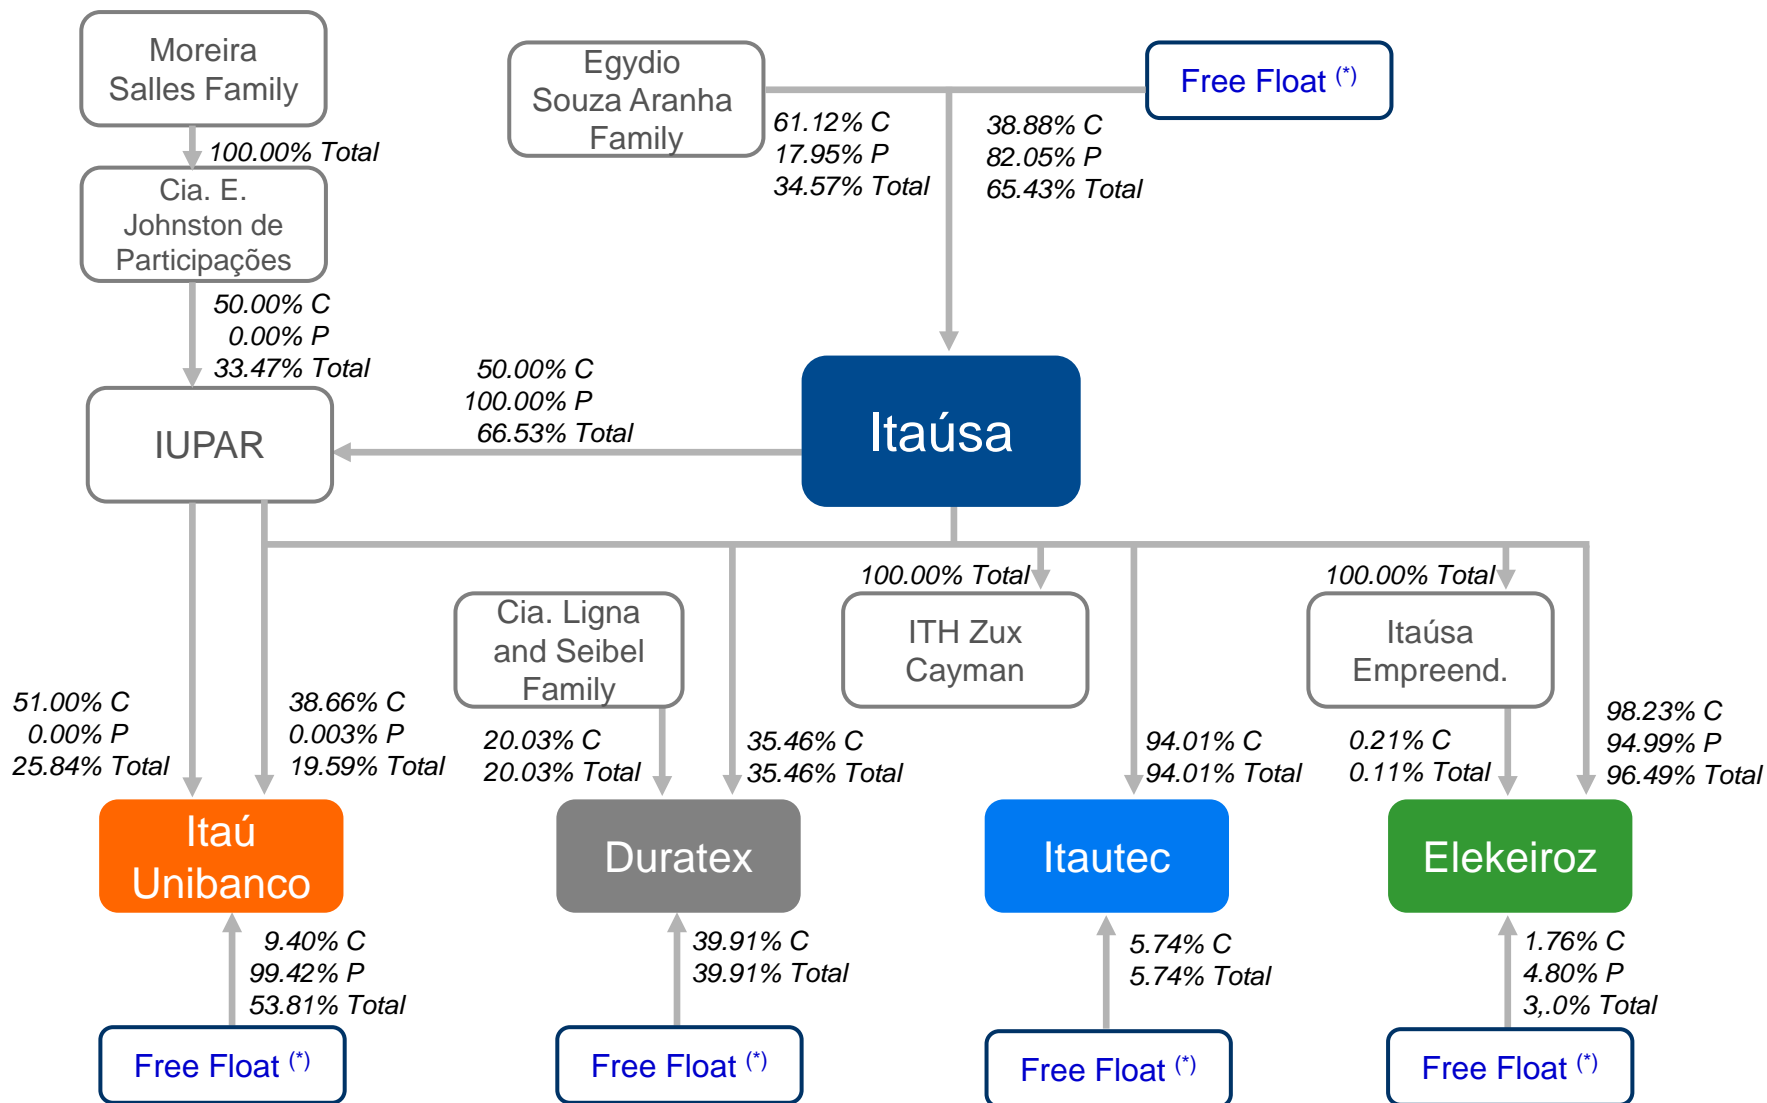 Moreira
Salles Family
Egydio
Souza Aranha
Family
Free Float (*)
61.12% C
17.95% P
34.57% Total
38.88% C
82.05% P
65.43% Total
100.00% Total
Cia. E.
Johnston de
Participações
50.00% C
0.00% P
33.47% Total
50.00% C
100.00% P
66.53% Total
IUPAR
Itaúsa
100.00% Total
100.00% Total
Cia. Ligna
and Seibel
Family
ITH Zux
Cayman
Itaúsa
Empreend.
51.00% C
0.00% P
25.84% Total
38.66% C
0.003% P
19.59% Total
20.03% C
20.03% Total
35.46% C
35.46% Total
94.01% C
94.01% Total
0.21% C
0.11% Total
98.23% C
94.99% P
96.49% Total
Itaú
Unibanco
Duratex
Itautec
Elekeiroz
9.40% C
99.42% P
53.81% Total
39.91% C
39.91% Total
5.74% C
5.74% Total
1.76% C
4.80% P
3,.0% Total
Free Float (*)
Free Float (*)
Free Float (*)
Free Float (*)